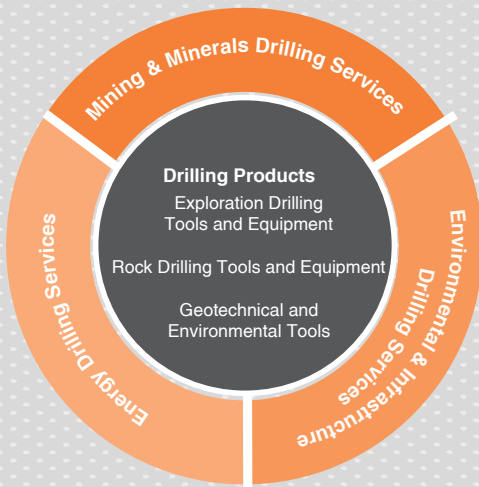 Mining & Minerals Drilling Services
Drilling Products
Exploration Drilling
Tools and Equipment
Rock Drilling Tools and Equipment
Geotechnical and
Environmental Tools
Energy Drilling Services
Environmental & Infrastructure
Drilling Services